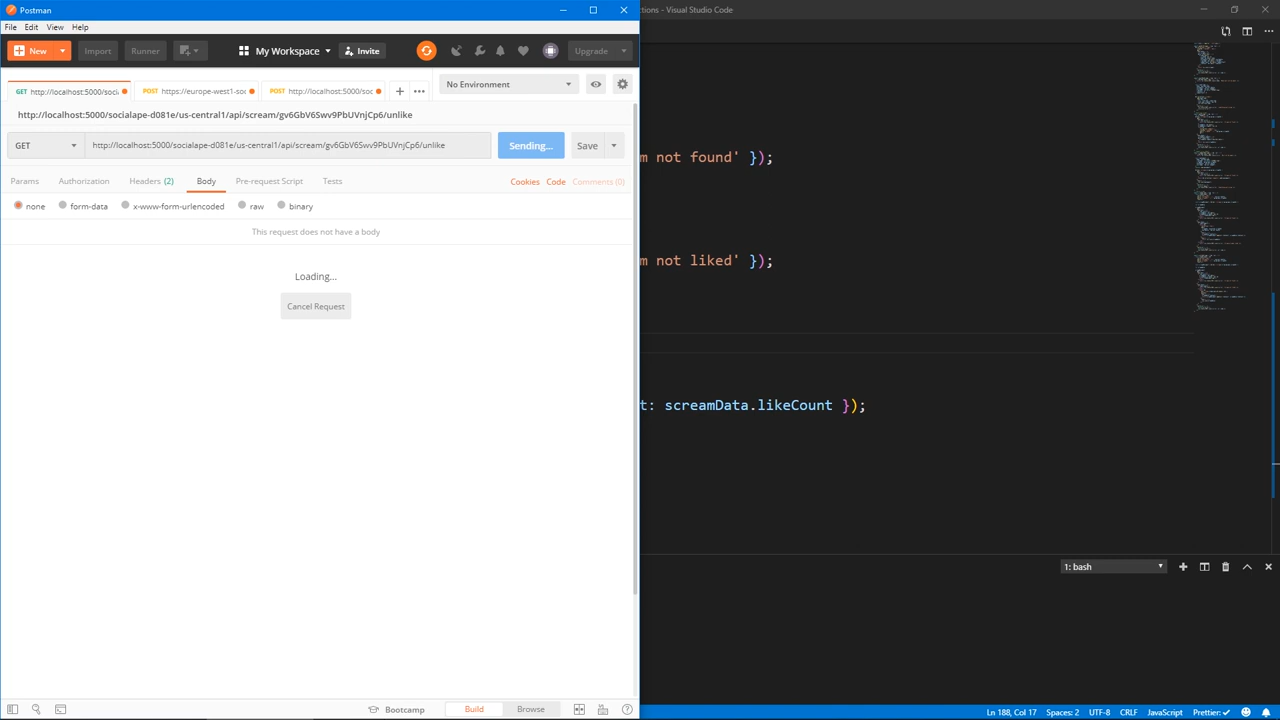 Postman
File Edit View Help
New Import Runner My Workspace Invite Upgrade
GET http://localhost:5000/socia POST https://europe-west1-soc POST http://localhost:5000/soc No Environment
http://localhost:5000/socialape-d081e/us-central1/api/scream/gv6GbV6Swv9PbUVnjCp6/unlike
GET http://localhost:5000/socialape-d081e/us-central1/api/scream/gv6GbV6Swv9PbUVnjCp6/unlike Sending... Save
Params Authorization Headers (2) Body Pre-request Script Tests Cookies Code Comments (0)
none form-data x-www-form-urlencoded raw binary
This request does not have a body
Loading...
Cancel Request
Bootcamp Build Browse
ctions - Visual Studio Code
m not found' });
m not liked' });
t: screamData.likeCount });
1: bash
Ln 188, Col 17 Spaces: 2 UTF-8 CRLF JavaScript Prettier: ✓